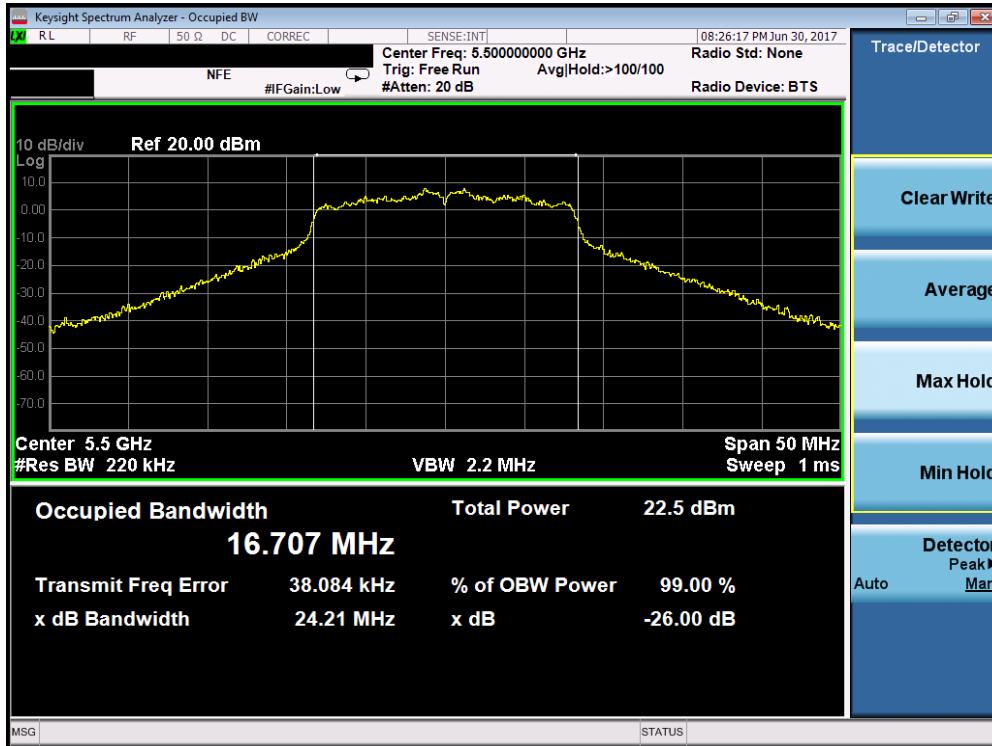 Keysight Spectrum Analyzer - Occupied BW
LXI RL RF 50 Ω DC CORREC SENSE:INT 08:26:17 PM Jun 30, 2017
Center Freq: 5.500000000 GHz Radio Std: None
NFE Trig: Free Run Avg|Hold:>100/100
#IFGain:Low #Atten: 20 dB Radio Device: BTS
Trace/Detector
10 dB/div Ref 20.00 dBm
Log
10.0
0.00
-10.0
-20.0
-30.0
-40.0
-50.0
-60.0
-70.0
Center 5.5 GHz Span 50 MHz
#Res BW 220 kHz VBW 2.2 MHz Sweep 1 ms
Occupied Bandwidth Total Power 22.5 dBm
16.707 MHz
Transmit Freq Error 38.084 kHz % of OBW Power 99.00 %
x dB Bandwidth 24.21 MHz x dB -26.00 dB
Clear Write
Average
Max Hold
Min Hold
Detector
Peak▶
Auto Man
MSG STATUS